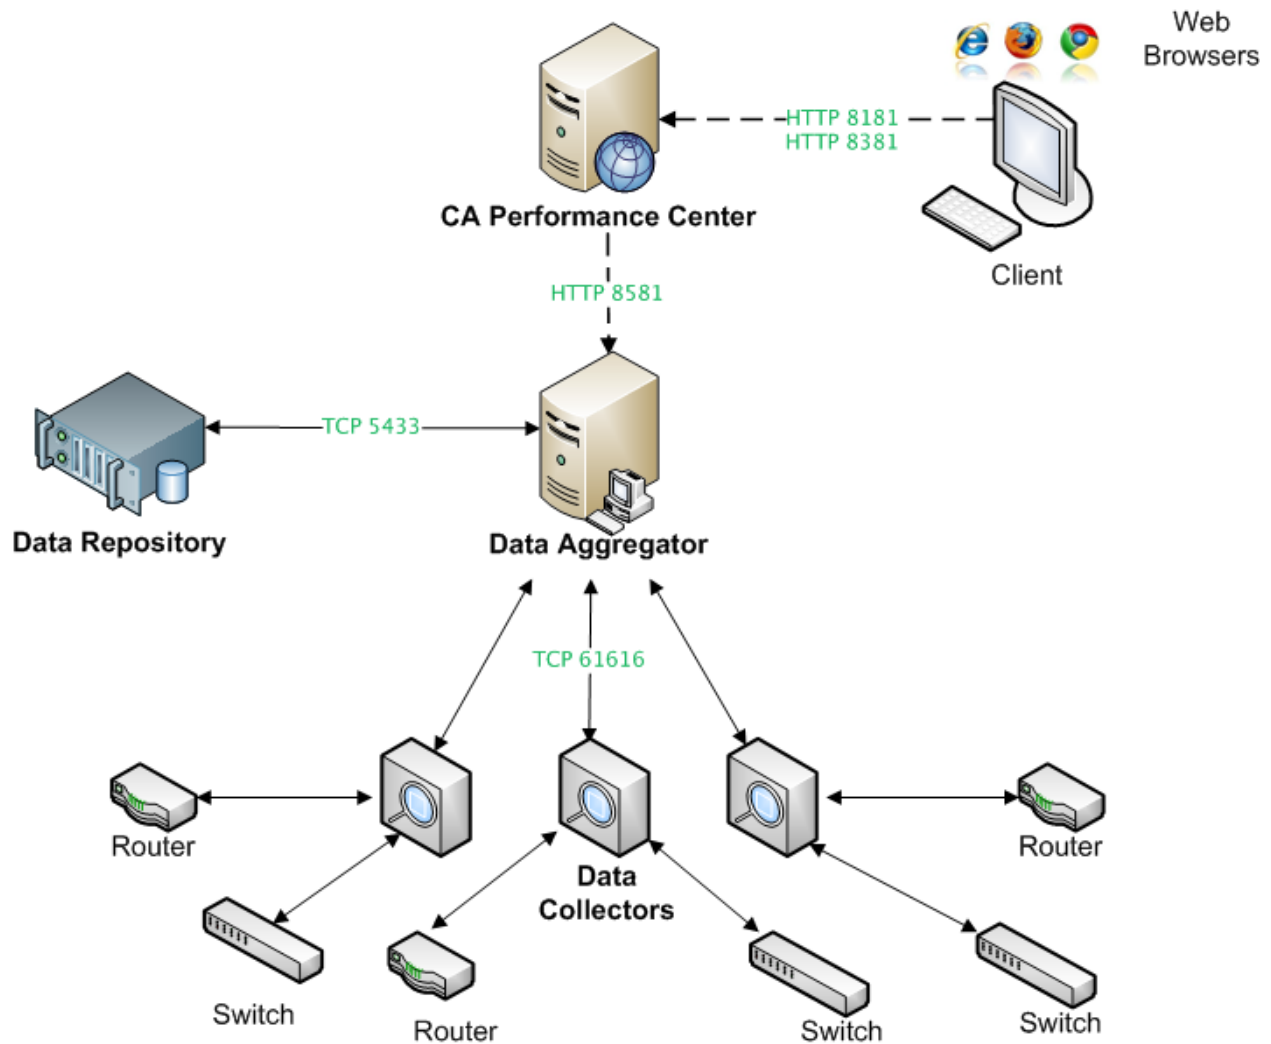 Web
Browsers
HTTP 8181
HTTP 8381
CA Performance Center
Client
HTTP 8581
TCP 5433
Data Repository
Data Aggregator
TCP 61616
Router
Router
Data
Collectors
Switch
Router
Switch
Switch